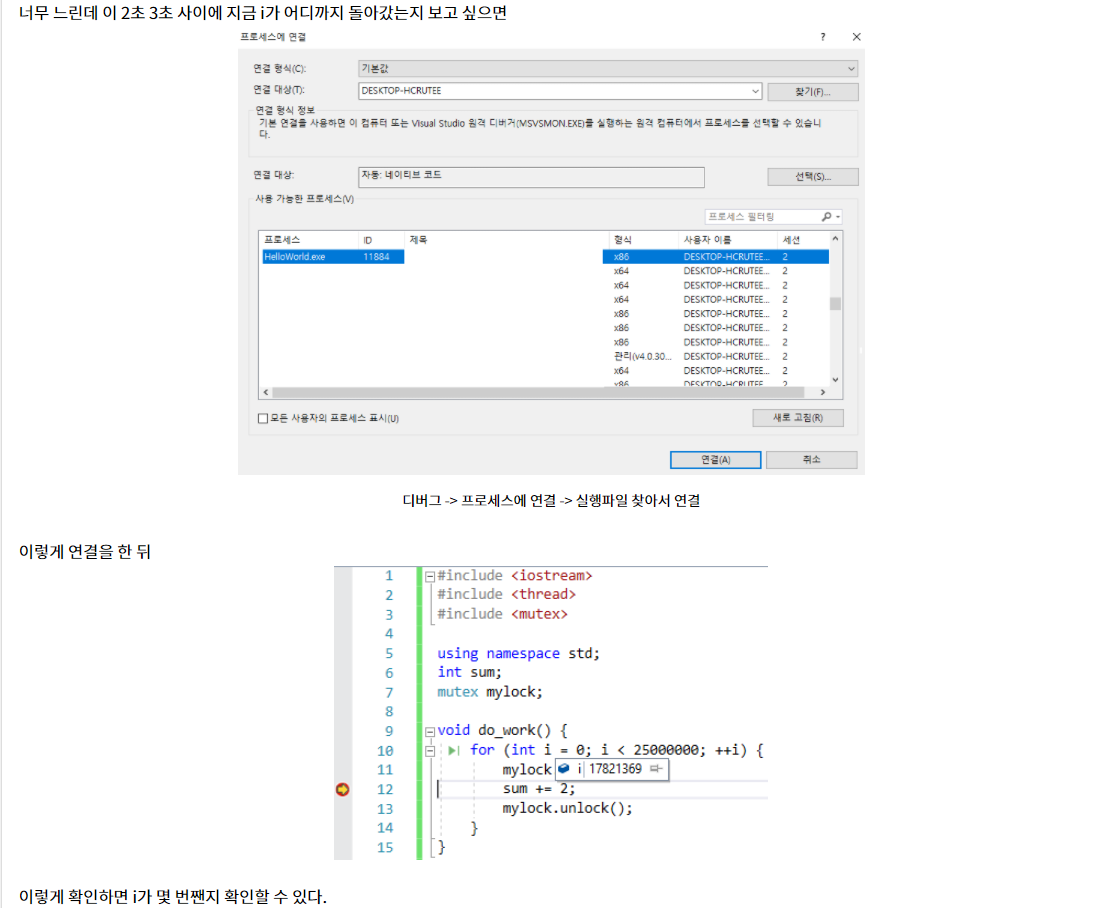 너무 느린데 이 2초 3초 사이에 지금 i가 어디까지 돌아갔는지 보고 싶으면
프로세스에 연결 ? ×
연결 형식(C): 기본값
연결 대상(T): DESKTOP-HCRUTEE 찾기(F)...
연결 형식 정보
기본 연결을 사용하면 이 컴퓨터 또는 Visual Studio 원격 디버거(MSVSMON.EXE)를 실행하는 원격 컴퓨터에서 프로세스를 선택할 수 있습니
다.
연결 대상: 자동: 네이티브 코드 선택(S)...
사용 가능한 프로세스(V)
프로세스 필터링
프로세스 ID 제목 형식 사용자 이름 세션
HelloWorld.exe 11884 x86 DESKTOP-HCRUTEE... 2
x64 DESKTOP-HCRUTEE... 2
x64 DESKTOP-HCRUTEE... 2
x64 DESKTOP-HCRUTEE... 2
x86 DESKTOP-HCRUTEE... 2
x86 DESKTOP-HCRUTEE... 2
x86 DESKTOP-HCRUTEE... 2
관리(v4.0.30... DESKTOP-HCRUTEE... 2
x64 DESKTOP-HCRUTEE... 2
x86 DESKTOP-HCRUTEE 2
모든 사용자의 프로세스 표시(U) 새로 고침(R)
연결(A) 취소
디버그 -> 프로세스에 연결 -> 실행파일 찾아서 연결
이렇게 연결을 한 뒤
1 #include <iostream>
2 #include <thread>
3 #include <mutex>
4
5 using namespace std;
6 int sum;
7 mutex mylock;
8
9 void do_work() {
10 for (int i = 0; i < 25000000; ++i) {
11 mylock i 17821369
12 sum += 2;
13 mylock.unlock();
14 }
15 }
이렇게 확인하면 i가 몇 번짼지 확인할 수 있다.